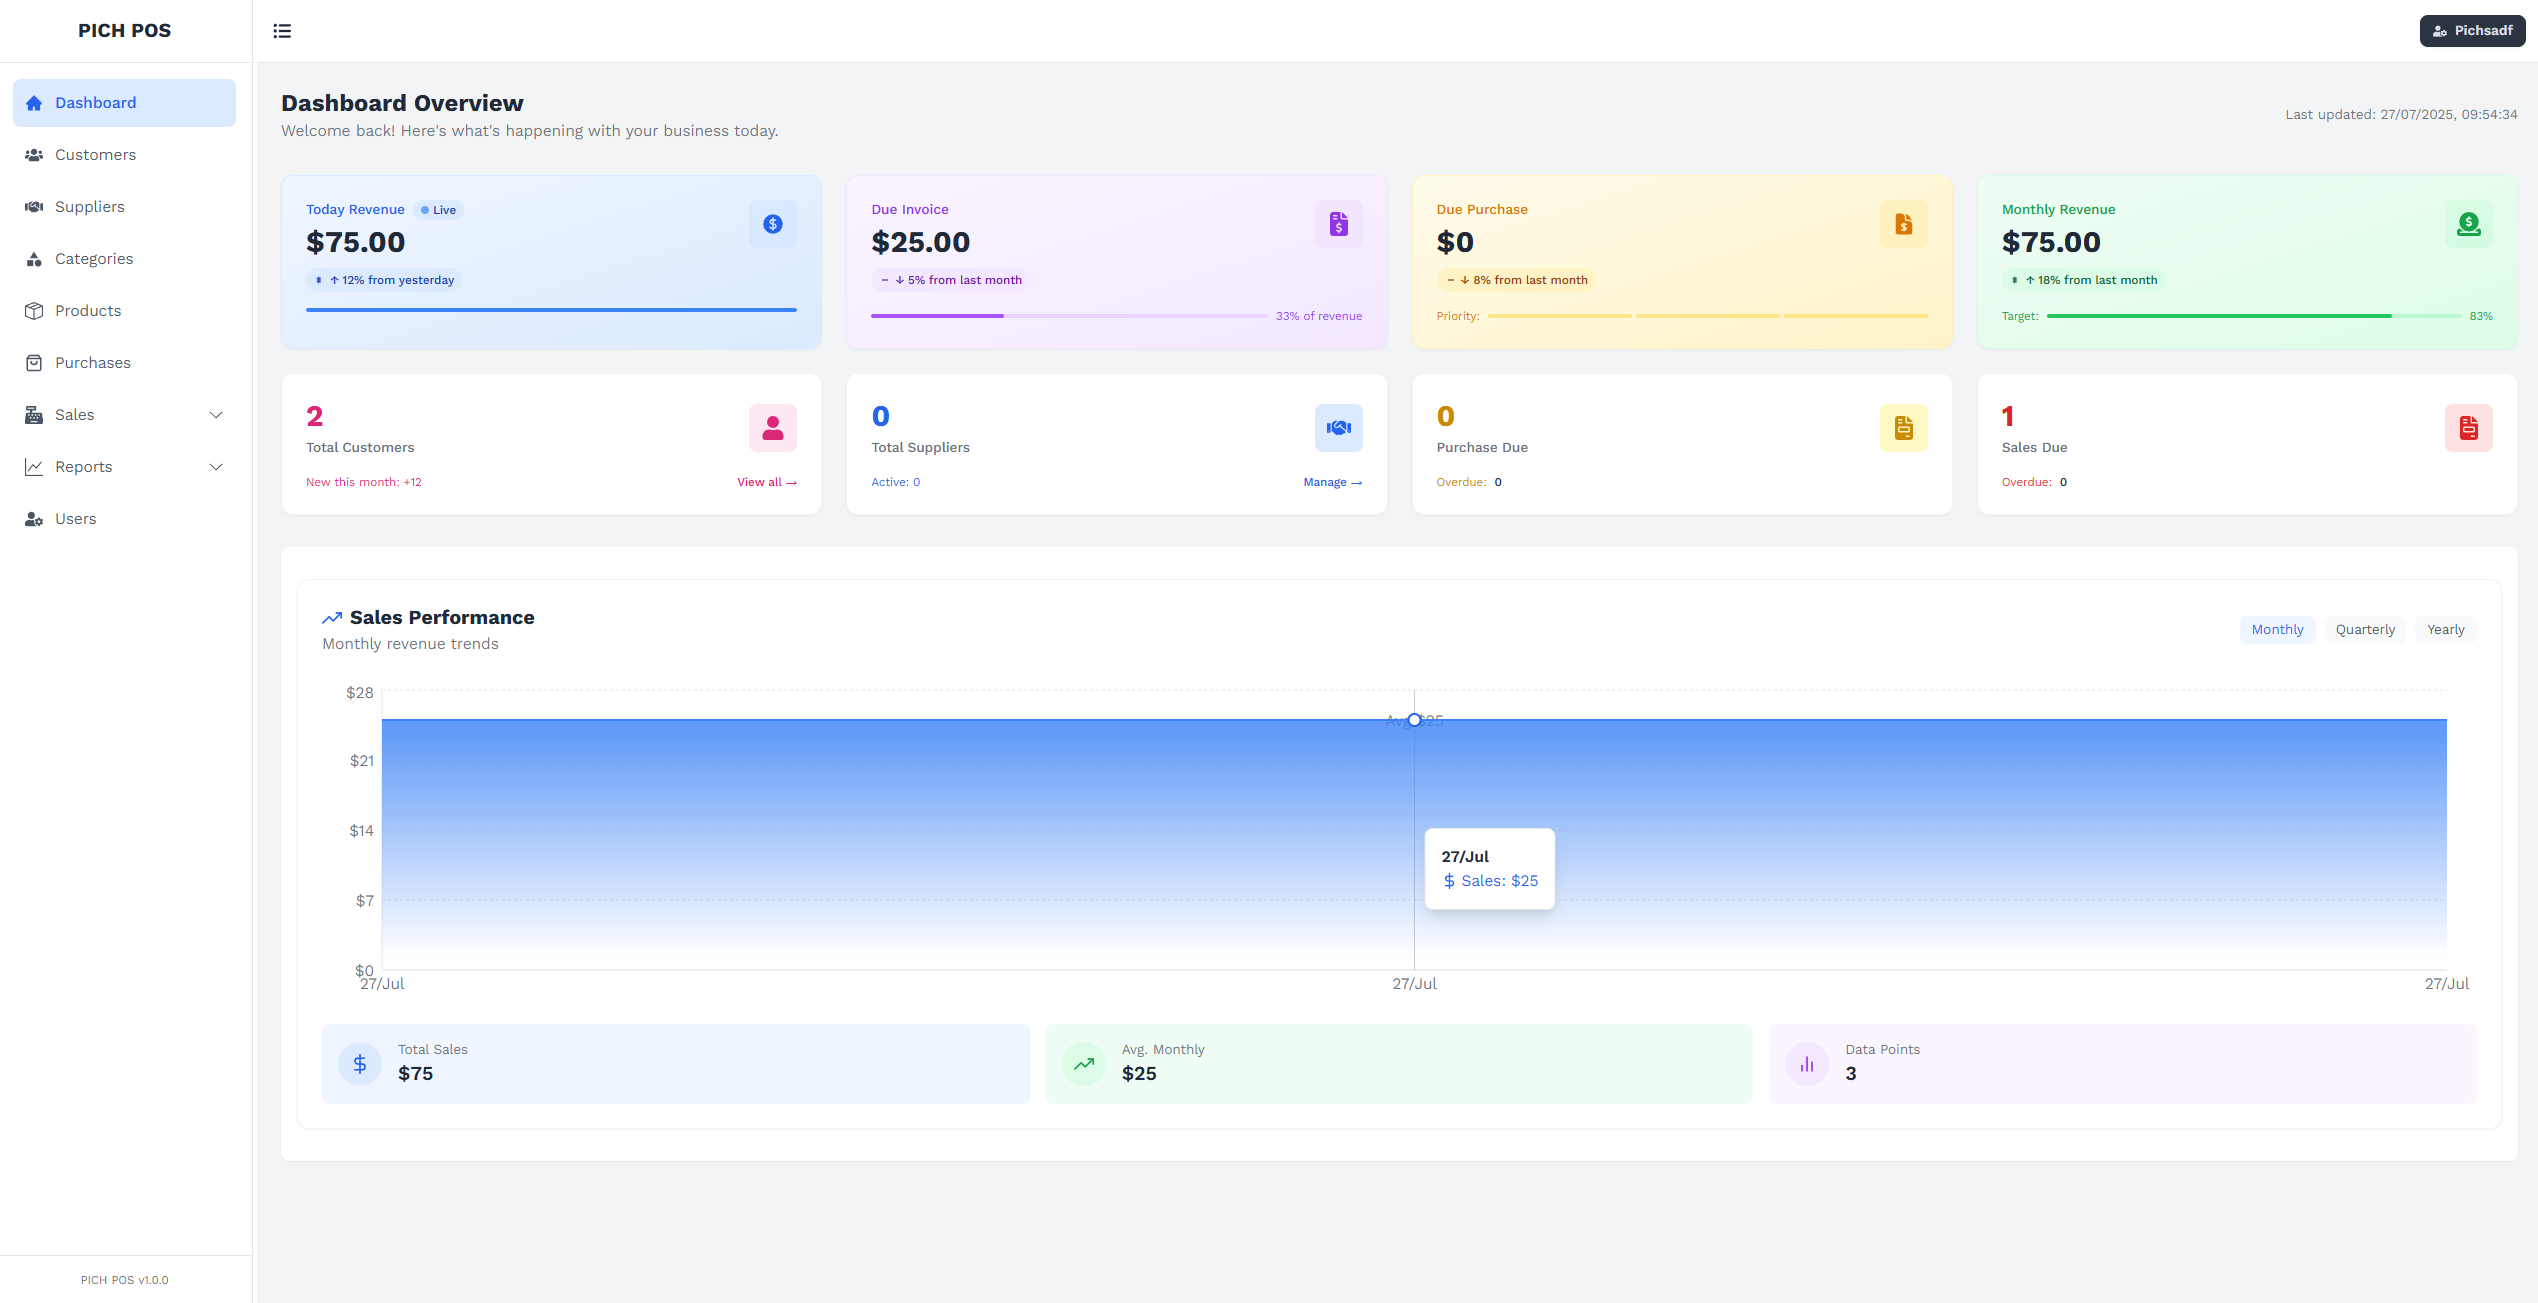 PICH POS
Pichsadf
Dashboard
Customers
Suppliers
Categories
Products
Purchases
Sales
Reports
Users
PICH POS v1.0.0
Dashboard Overview
Welcome back! Here's what's happening with your business today.
Last updated: 27/07/2025, 09:54:34
Today Revenue Live
$75.00
↑ 12% from yesterday
Due Invoice
$25.00
↓ 5% from last month
33% of revenue
Due Purchase
$0
↓ 8% from last month
Priority:
Monthly Revenue
$75.00
↑ 18% from last month
Target: 83%
2
Total Customers
New this month: +12 View all →
0
Total Suppliers
Active: 0 Manage →
0
Purchase Due
Overdue: 0
1
Sales Due
Overdue: 0
Sales Performance
Monthly revenue trends
Monthly Quarterly Yearly
$28
Avg $25
$21
$14
$7
$0
27/Jul
Sales: $25
27/Jul 27/Jul 27/Jul
Total Sales
$75
Avg. Monthly
$25
Data Points
3